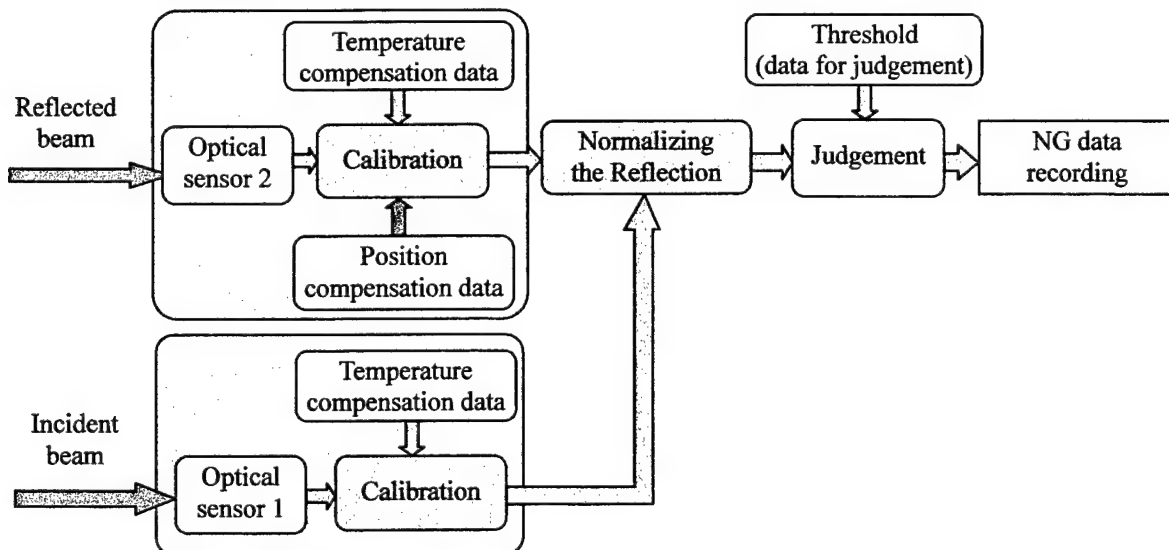 Reflected
beam
Optical
sensor 2
Temperature
compensation data
Calibration
Position
compensation data
Normalizing
the Reflection
Threshold
(data for judgement)
Judgement
NG data
recording
Incident
beam
Optical
sensor 1
Temperature
compensation data
Calibration